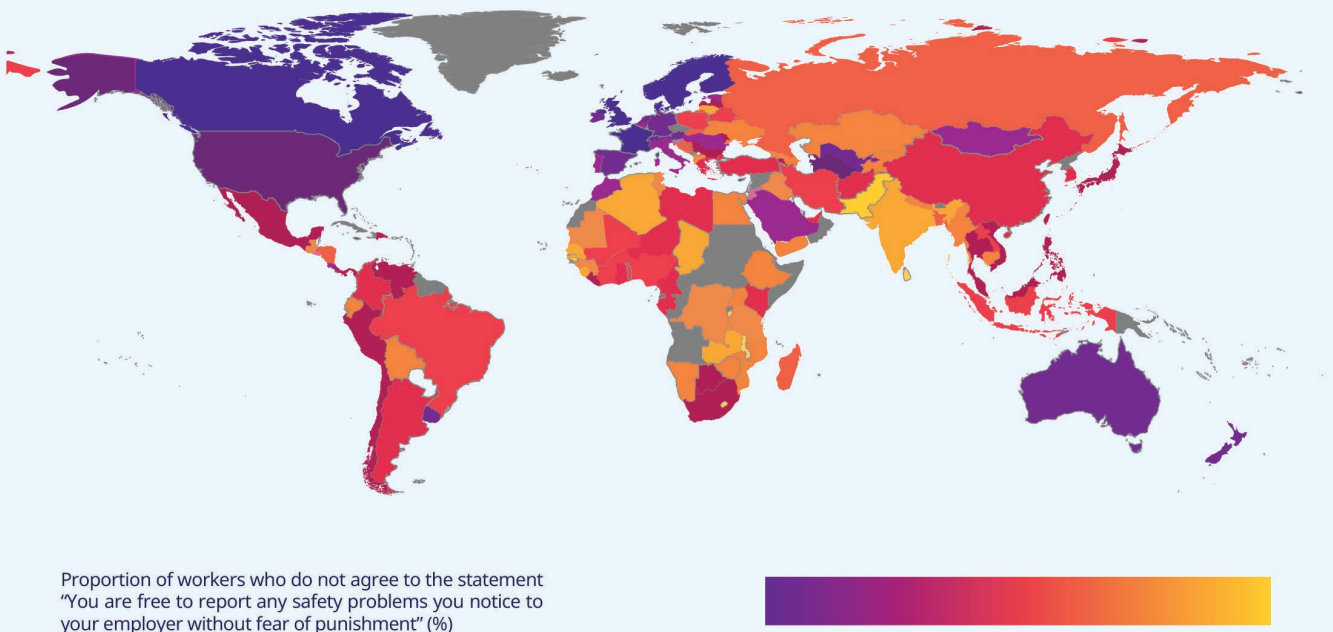 Proportion of workers who do not agree to the statement
“You are free to report any safety problems you notice to
your employer without fear of punishment” (%)